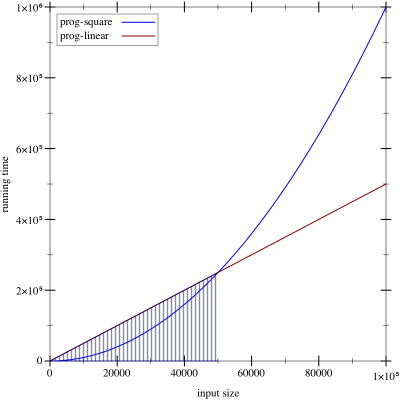 1×10⁶
prog-square
prog-linear
8×10⁵
6×10⁵
4×10⁵
2×10⁵
0
running time
0 20000 40000 60000 80000 1×10⁵
input size